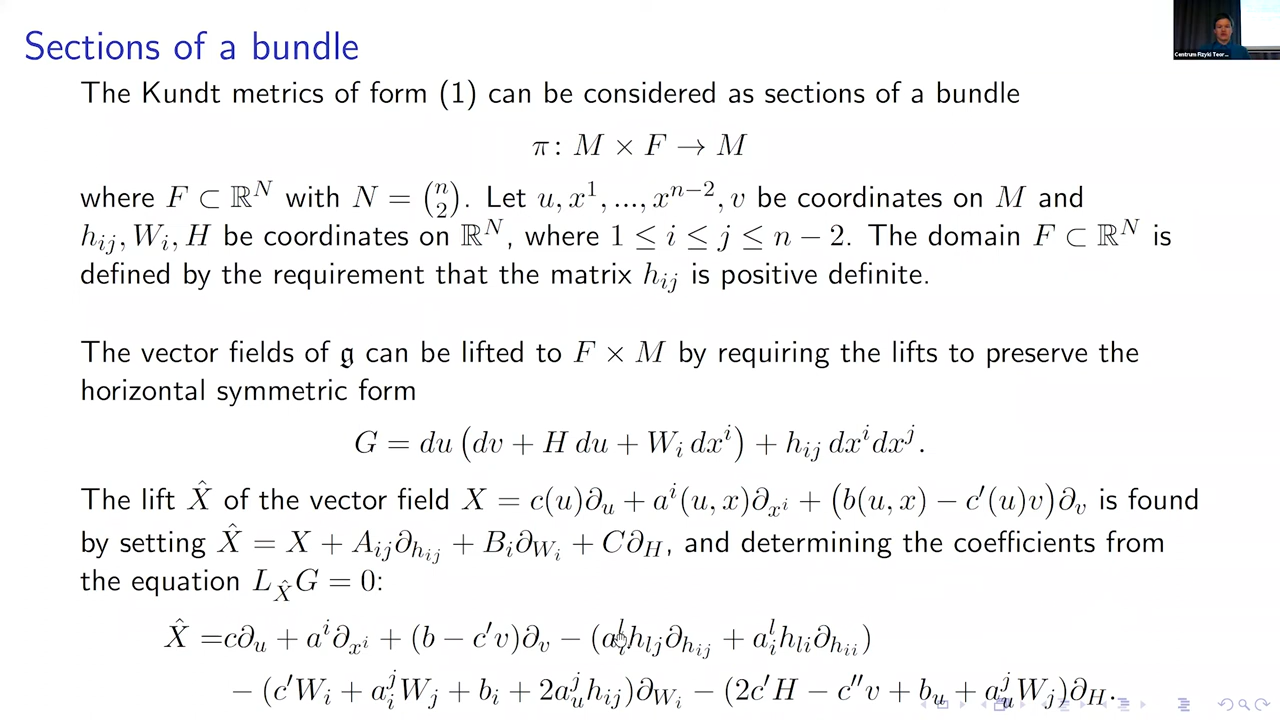 Sections of a bundle
Centrum Fizyki Teor...
The Kundt metrics of form (1) can be considered as sections of a bundle
π: M × F → M
where F ⊂ ℝ^N with N = \binom{n}{2}. Let u, x^1, ..., x^{n−2}, v be coordinates on M and
h_{ij}, W_i, H be coordinates on ℝ^N, where 1 ≤ i ≤ j ≤ n − 2. The domain F ⊂ ℝ^N is
defined by the requirement that the matrix h_{ij} is positive definite.
The vector fields of 𝔤 can be lifted to F × M by requiring the lifts to preserve the
horizontal symmetric form
G = du (dv + H du + W_i dx^i) + h_{ij} dx^i dx^j.
The lift X̂ of the vector field X = c(u)∂_u + a^i(u, x)∂_{x^i} + (b(u, x) − c′(u)v)∂_v is found
by setting X̂ = X + A_{ij}∂_{h_{ij}} + B_i∂_{W_i} + C∂_H, and determining the coefficients from
the equation L_{X̂}G = 0:
X̂ =c∂_u + a^i∂_{x^i} + (b − c′v)∂_v − (a^l_i h_{lj}∂_{h_{ij}} + a^l_i h_{li}∂_{h_{ii}})
− (c′W_i + a^j_i W_j + b_i + 2a^j_u h_{ij})∂_{W_i} − (2c′H − c″v + b_u + a^j_u W_j)∂_H.